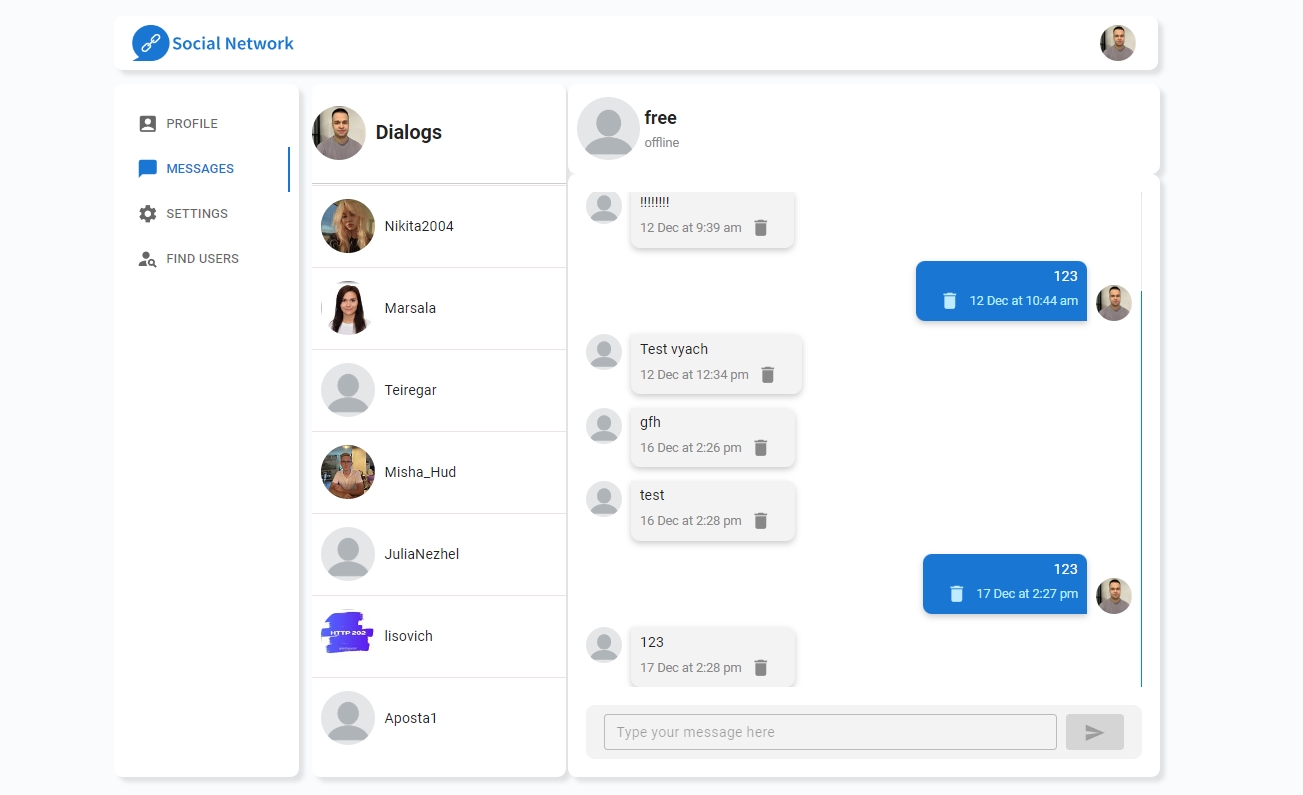 Social Network
PROFILE
MESSAGES
SETTINGS
FIND USERS
Dialogs
Nikita2004
Marsala
Teiregar
Misha_Hud
JuliaNezhel
HTTP 202
lisovich
Aposta1
free
offline
!!!!!!!!
12 Dec at 9:39 am
123
12 Dec at 10:44 am
Test vyach
12 Dec at 12:34 pm
gfh
16 Dec at 2:26 pm
test
16 Dec at 2:28 pm
123
17 Dec at 2:27 pm
123
17 Dec at 2:28 pm
Type your message here